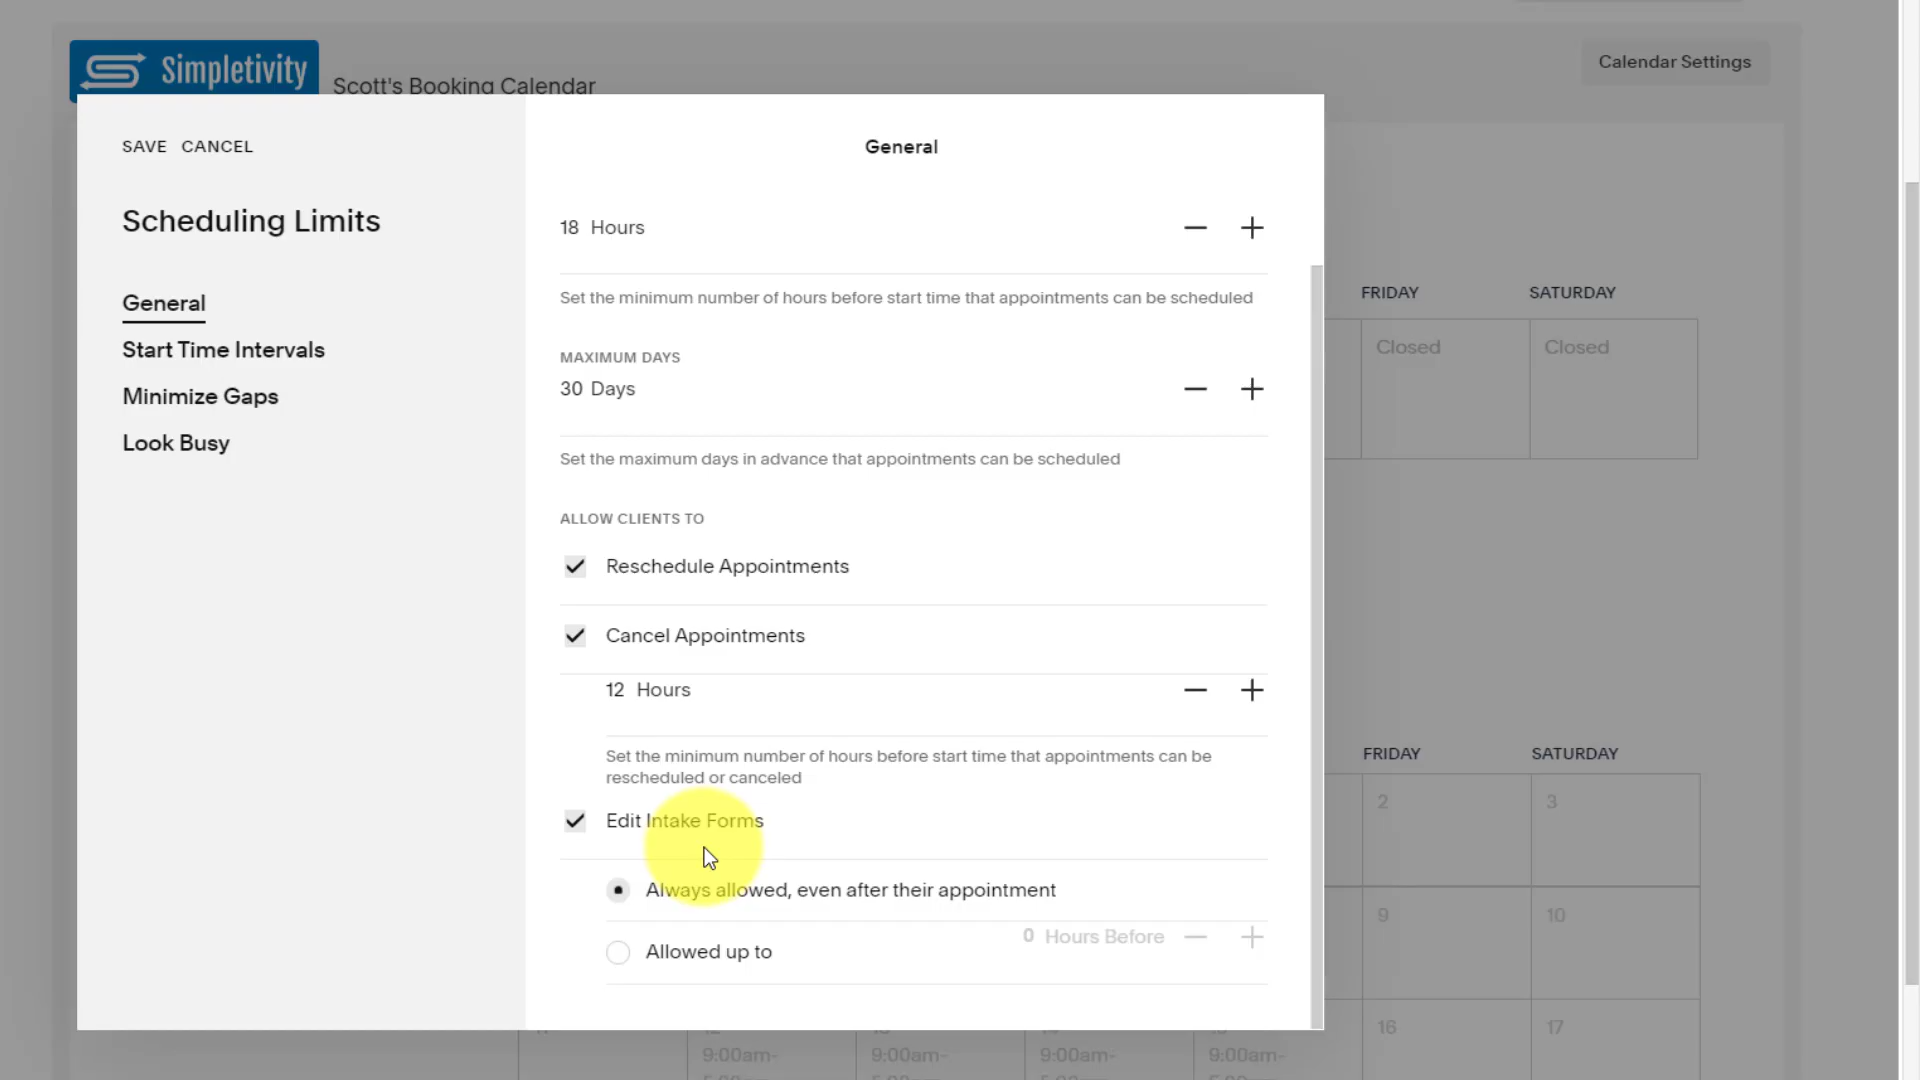 Simpletivity
Scott's Booking Calendar
Calendar Settings
SAVE CANCEL
General
Scheduling Limits
18 Hours
Set the minimum number of hours before start time that appointments can be scheduled
General
Start Time Intervals
Minimize Gaps
Look Busy
FRIDAY
SATURDAY
Closed
Closed
MAXIMUM DAYS
30 Days
Set the maximum days in advance that appointments can be scheduled
ALLOW CLIENTS TO
Reschedule Appointments
Cancel Appointments
12 Hours
Set the minimum number of hours before start time that appointments can be
rescheduled or canceled
Edit Intake Forms
Always allowed, even after their appointment
0 Hours Before
Allowed up to
FRIDAY
SATURDAY
2
3
9
10
16
17
9:00am-
9:00am-
9:00am-
9:00am-